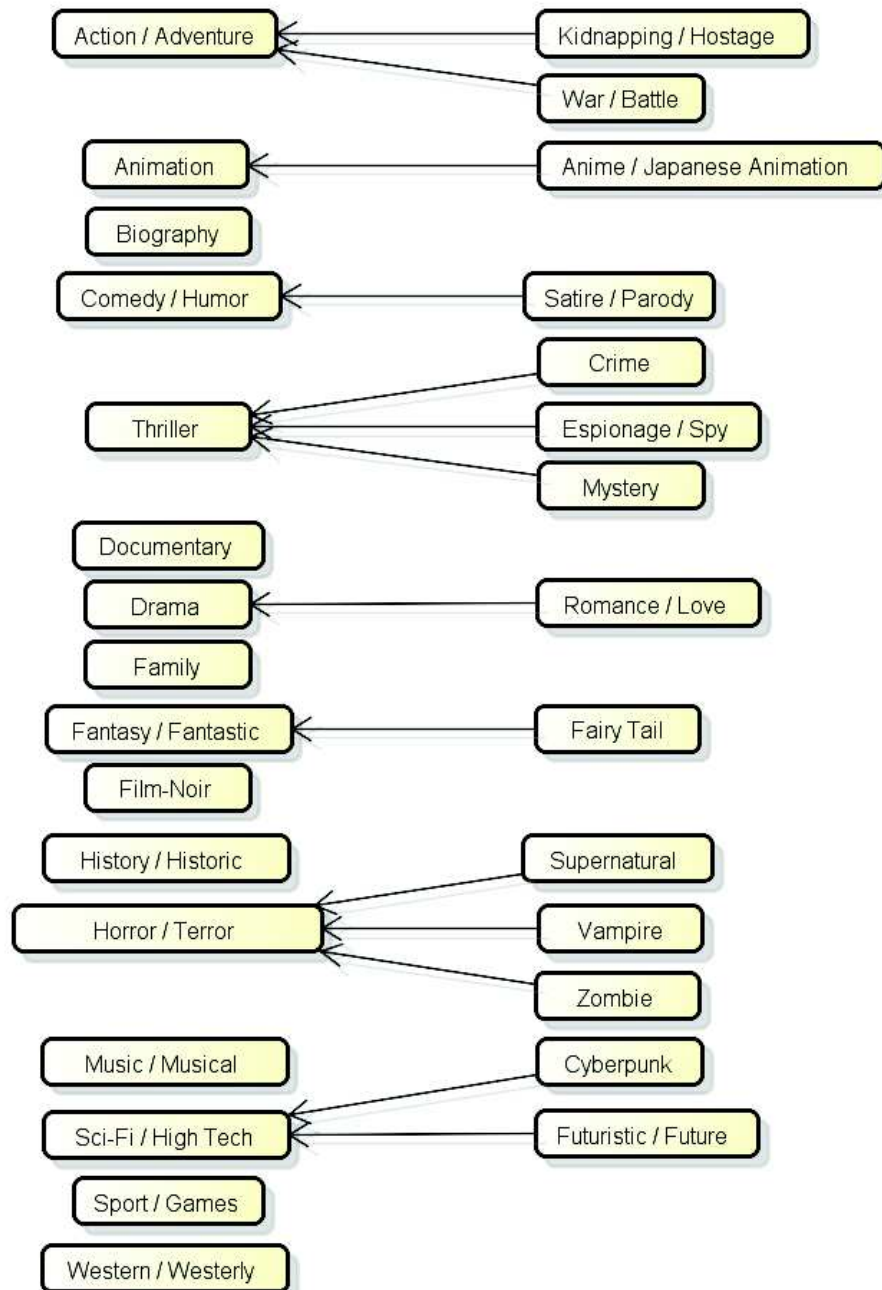 Action / Adventure
Kidnapping / Hostage
War / Battle
Animation
Anime / Japanese Animation
Biography
Comedy / Humor
Satire / Parody
Crime
Thriller
Espionage / Spy
Mystery
Documentary
Drama
Romance / Love
Family
Fantasy / Fantastic
Fairy Tail
Film-Noir
History / Historic
Supernatural
Horror / Terror
Vampire
Zombie
Music / Musical
Cyberpunk
Sci-Fi / High Tech
Futuristic / Future
Sport / Games
Western / Westerly